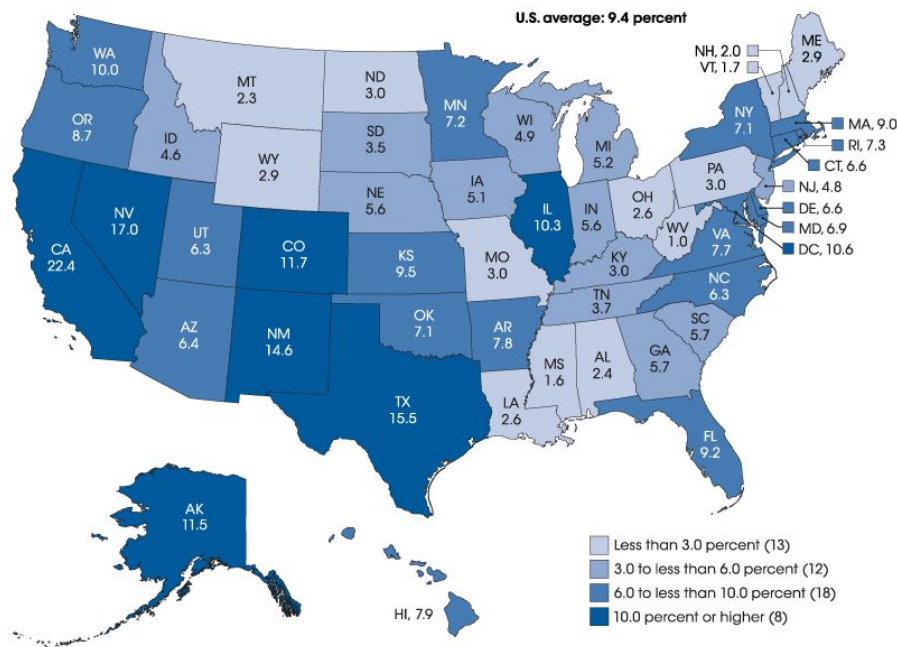 U.S. average: 9.4 percent
WA
10.0
OR
8.7
CA
22.4
NV
17.0
ID
4.6
MT
2.3
WY
2.9
UT
6.3
AZ
6.4
CO
11.7
NM
14.6
ND
3.0
SD
3.5
NE
5.6
KS
9.5
OK
7.1
TX
15.5
MN
7.2
IA
5.1
MO
3.0
AR
7.8
LA
2.6
WI
4.9
IL
10.3
MI
5.2
IN
5.6
OH
2.6
KY
3.0
TN
3.7
MS
1.6
AL
2.4
GA
5.7
FL
9.2
SC
5.7
NC
6.3
VA
7.7
WV
1.0
PA
3.0
NY
7.1
ME
2.9
NH, 2.0
VT, 1.7
MA, 9.0
RI, 7.3
CT, 6.6
NJ, 4.8
DE, 6.6
MD, 6.9
DC, 10.6
AK
11.5
HI, 7.9
Less than 3.0 percent (13)
3.0 to less than 6.0 percent (12)
6.0 to less than 10.0 percent (18)
10.0 percent or higher (8)